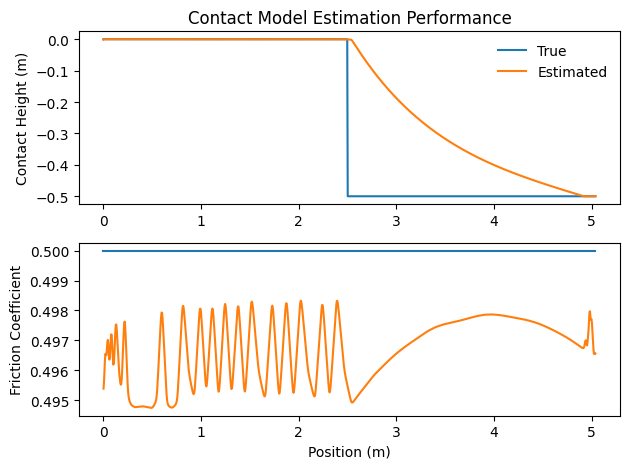 Contact Model Estimation Performance
0.0
−0.1
−0.2
−0.3
−0.4
−0.5
Contact Height (m)
True
Estimated
0 1 2 3 4 5
0.500
0.499
0.498
0.497
0.496
0.495
Friction Coefficient
0 1 2 3 4 5
Position (m)